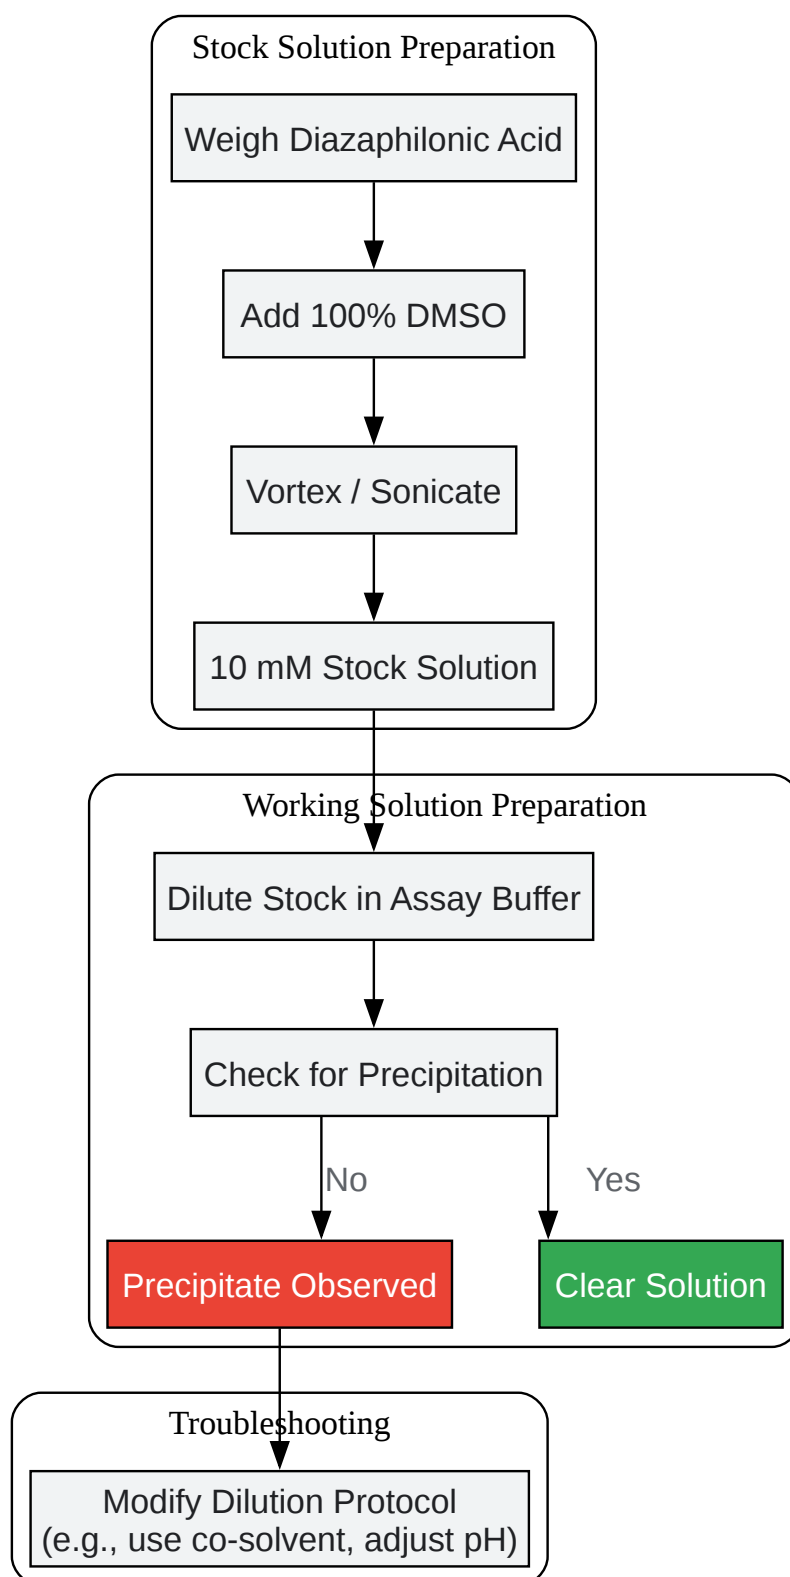 Stock Solution Preparation
Weigh Diazaphilonic Acid
Add 100% DMSO
Vortex / Sonicate
10 mM Stock Solution
Working Solution Preparation
Dilute Stock in Assay Buffer
Check for Precipitation
No
Yes
Precipitate Observed
Clear Solution
Troubleshooting
Modify Dilution Protocol
(e.g., use co-solvent, adjust pH)